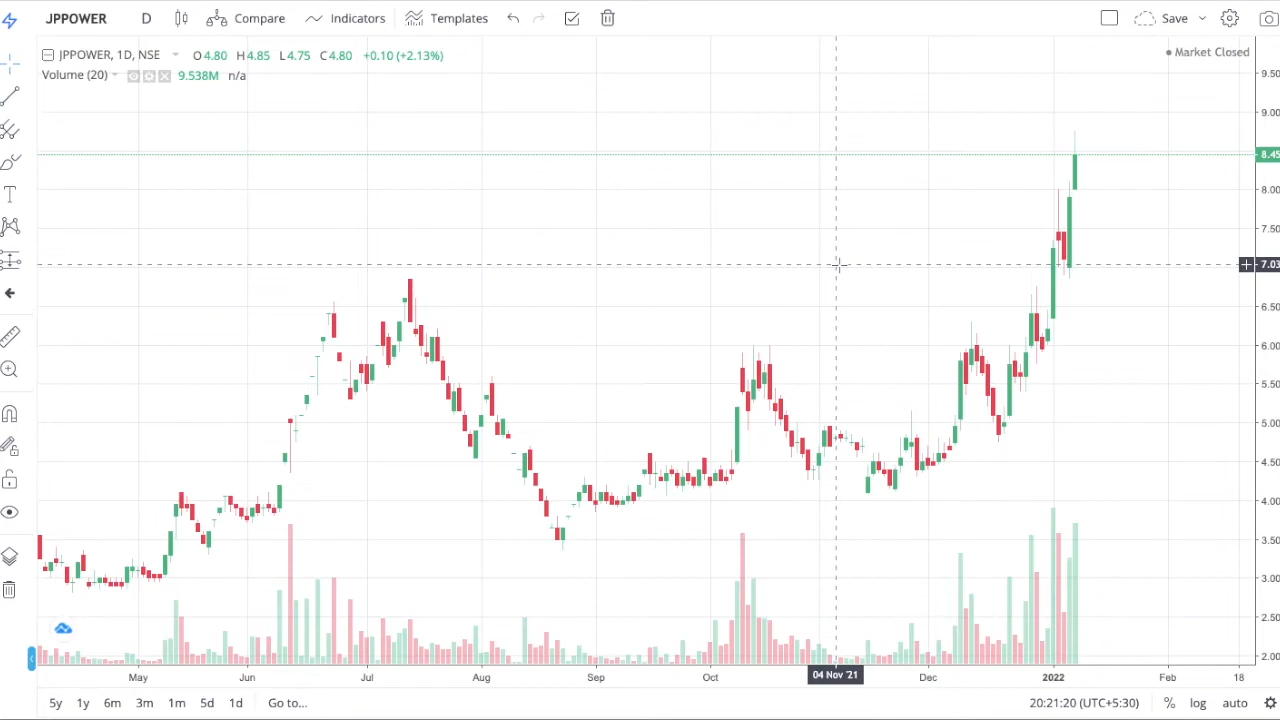 JPPOWER D Compare Indicators Templates Save
JPPOWER, 1D, NSE O4.80 H4.85 L4.75 C4.80 +0.10 (+2.13%)
Market Closed
Volume (20) 9.538M n/a
9.50
9.00
8.45
8.00
7.50
7.03
6.50
6.00
5.50
5.00
4.50
4.00
3.50
3.00
2.50
2.00
May Jun Jul Aug Sep Oct 04 Nov '21 Dec 2022 Feb 18
5y 1y 6m 3m 1m 5d 1d Go to... 20:21:20 (UTC+5:30) % log auto
T